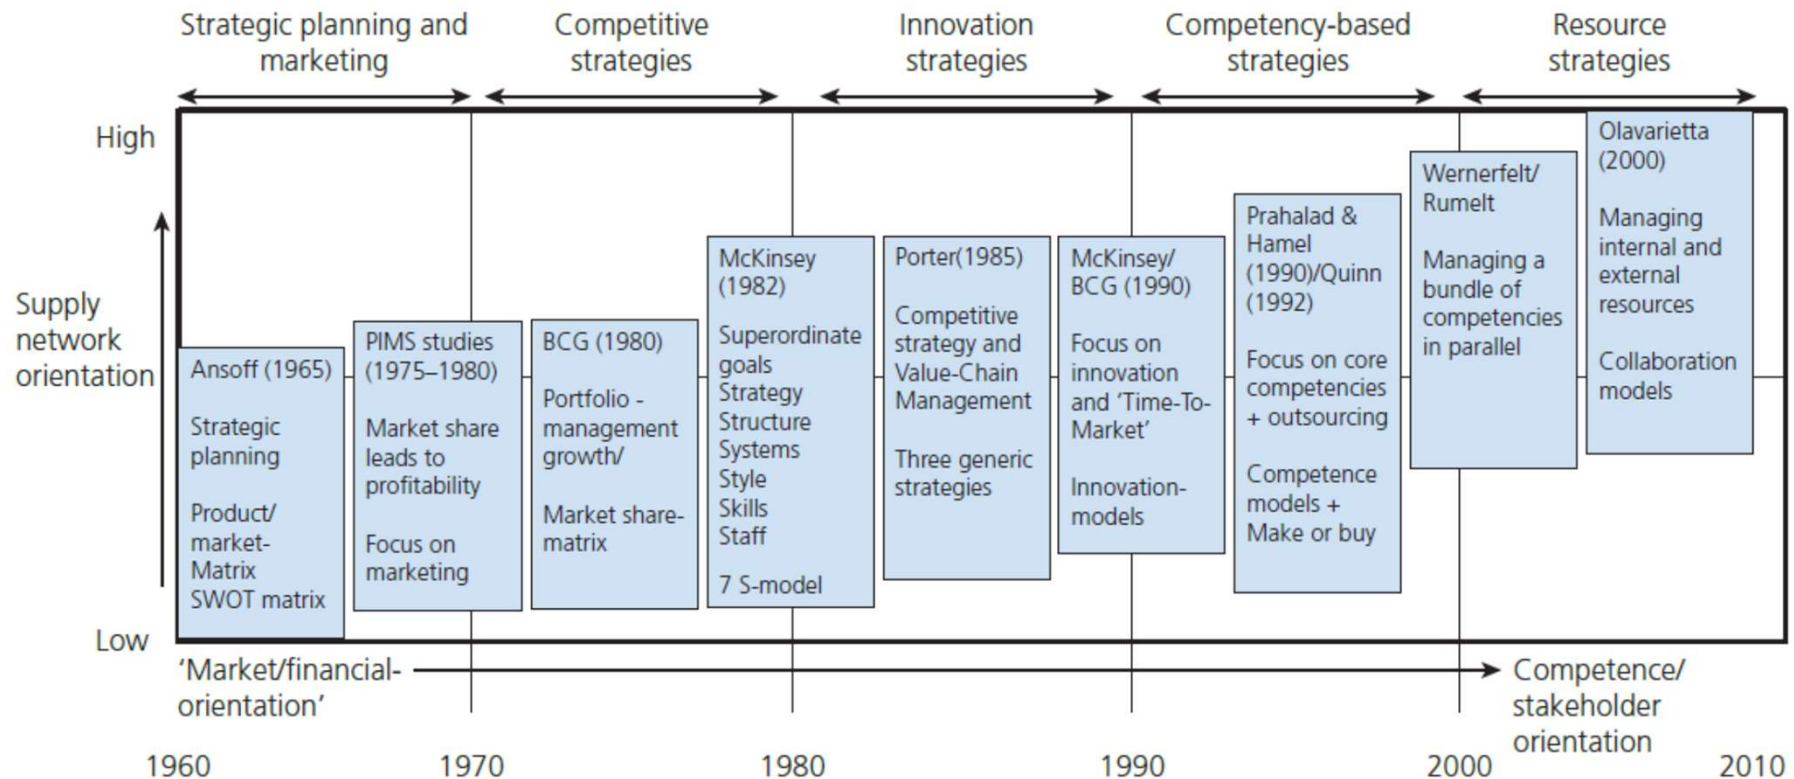 Strategic planning and
marketing
Competitive
strategies
Innovation
strategies
Competency-based
strategies
Resource
strategies
High
Supply
network
orientation
Low
Ansoff (1965)
Strategic
planning
Product/
market-
Matrix
SWOT matrix
PIMS studies
(1975–1980)
Market share
leads to
profitability
Focus on
marketing
BCG (1980)
Portfolio -
management
growth/
Market share-
matrix
McKinsey
(1982)
Superordinate
goals
Strategy
Structure
Systems
Style
Skills
Staff
7 S-model
Porter(1985)
Competitive
strategy and
Value-Chain
Management
Three generic
strategies
McKinsey/
BCG (1990)
Focus on
innovation
and ‘Time-To-
Market’
Innovation-
models
Prahalad &
Hamel
(1990)/Quinn
(1992)
Focus on core
competencies
+ outsourcing
Competence
models +
Make or buy
Wernerfelt/
Rumelt
Managing a
bundle of
competencies
in parallel
Olavarietta
(2000)
Managing
internal and
external
resources
Collaboration
models
‘Market/financial-
orientation’
Competence/
stakeholder
orientation
1960
1970
1980
1990
2000
2010